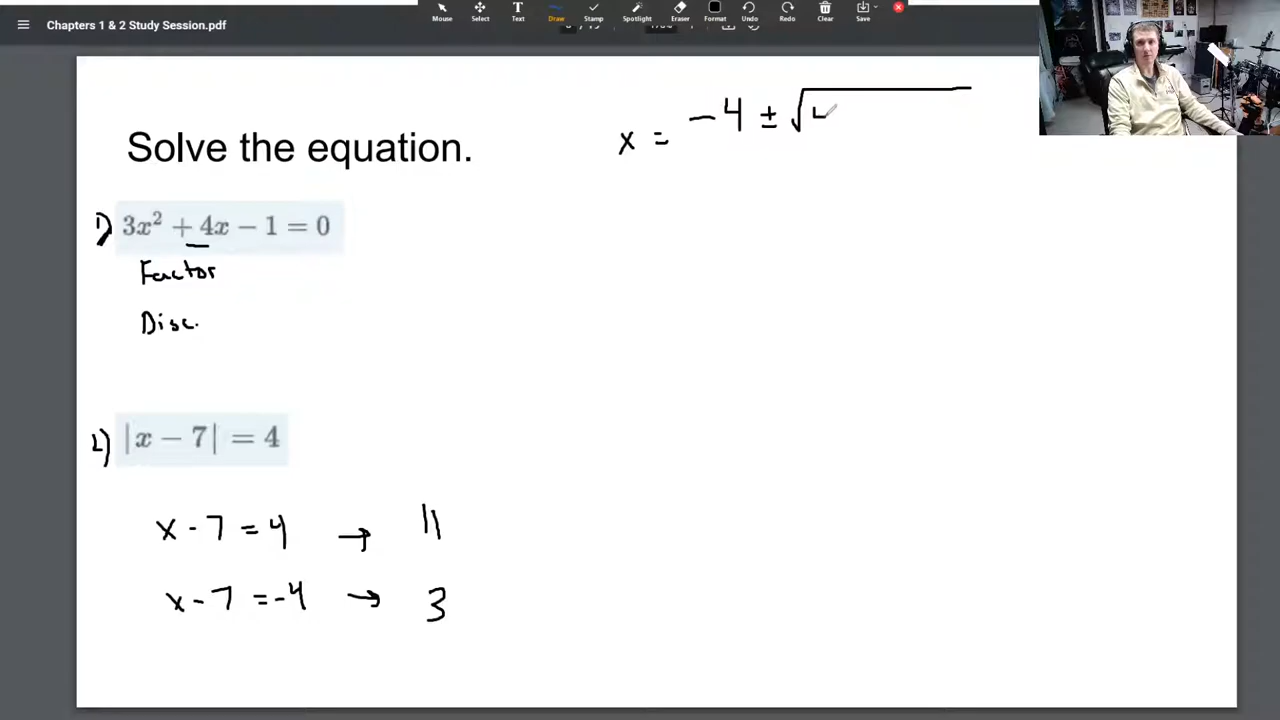 Chapters 1 & 2 Study Session.pdf
Mouse Select Text Draw Stamp Spotlight Eraser Format Undo Redo Clear Save
x = -4 ± √4
Solve the equation.
1) 3x² + 4x − 1 = 0
Factor
Disc.
2) |x − 7| = 4
x - 7 = 4 → 11
x - 7 = -4 → 3